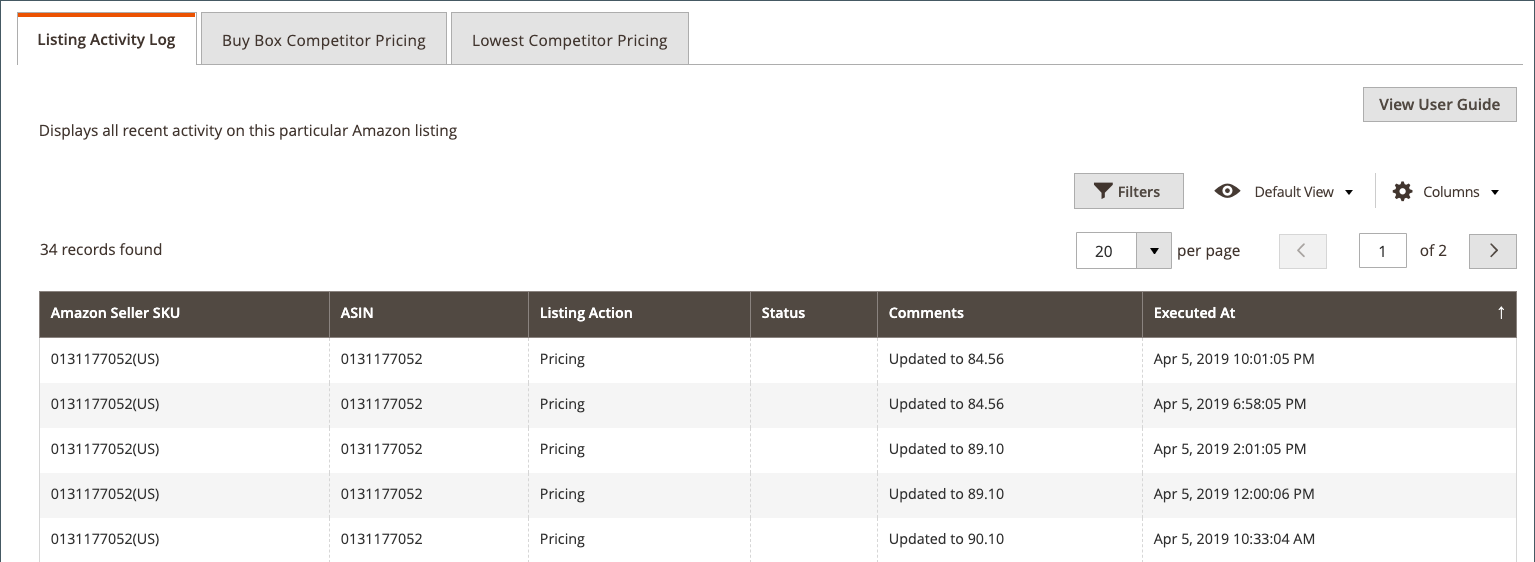 Listing Activity Log Buy Box Competitor Pricing Lowest Competitor Pricing
View User Guide
Displays all recent activity on this particular Amazon listing
Filters Default View Columns
34 records found 20 per page 1 of 2
Amazon Seller SKU ASIN Listing Action Status Comments Executed At ↑
0131177052(US) 0131177052 Pricing Updated to 84.56 Apr 5, 2019 10:01:05 PM
0131177052(US) 0131177052 Pricing Updated to 84.56 Apr 5, 2019 6:58:05 PM
0131177052(US) 0131177052 Pricing Updated to 89.10 Apr 5, 2019 2:01:05 PM
0131177052(US) 0131177052 Pricing Updated to 89.10 Apr 5, 2019 12:00:06 PM
0131177052(US) 0131177052 Pricing Updated to 90.10 Apr 5, 2019 10:33:04 AM